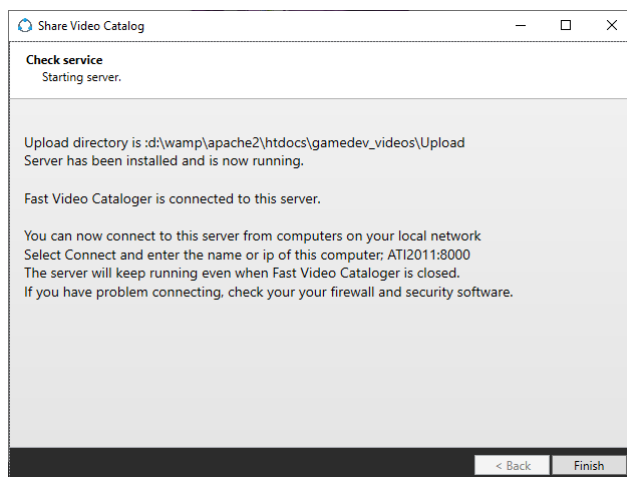 Share Video Catalog
Check service
Starting server.
Upload directory is :d:\wamp\apache2\htdocs\gamedev_videos\Upload
Server has been installed and is now running.
Fast Video Cataloger is connected to this server.
You can now connect to this server from computers on your local network
Select Connect and enter the name or ip of this computer; ATI2011:8000
The server will keep running even when Fast Video Cataloger is closed.
If you have problem connecting, check your your firewall and security software.
< Back
Finish